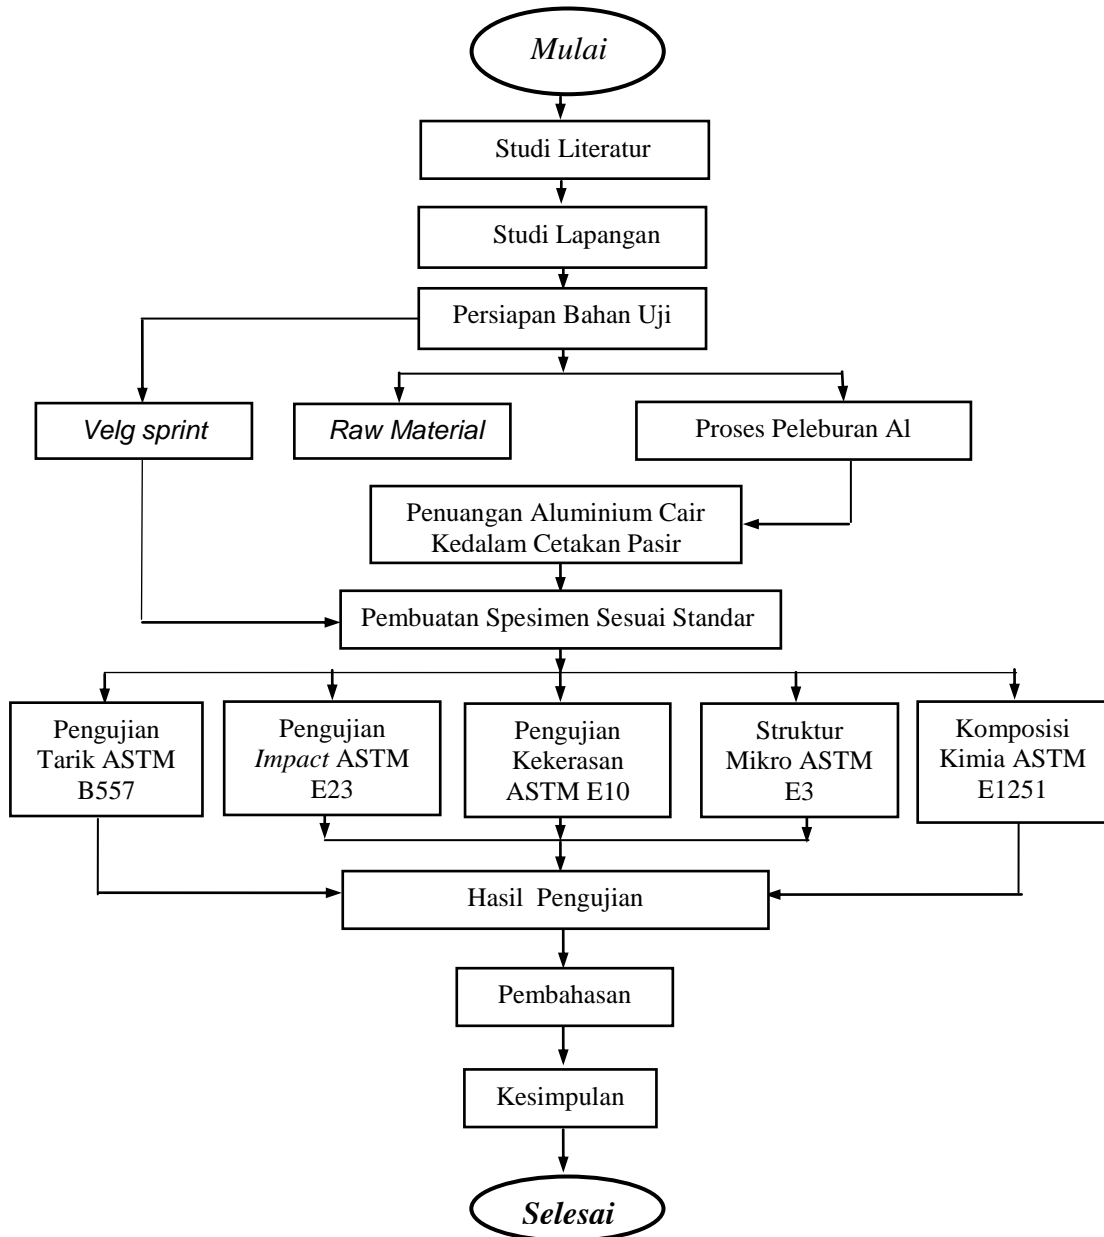 Mulai
Studi Literatur
Studi Lapangan
Persiapan Bahan Uji
Velg sprint
Raw Material
Proses Peleburan Al
Penuangan Aluminium Cair
Kedalam Cetakan Pasir
Pembuatan Spesimen Sesuai Standar
Pengujian
Tarik ASTM
B557
Pengujian
Impact ASTM
E23
Pengujian
Kekerasan
ASTM E10
Struktur
Mikro ASTM
E3
Komposisi
Kimia ASTM
E1251
Hasil Pengujian
Pembahasan
Kesimpulan
Selesai